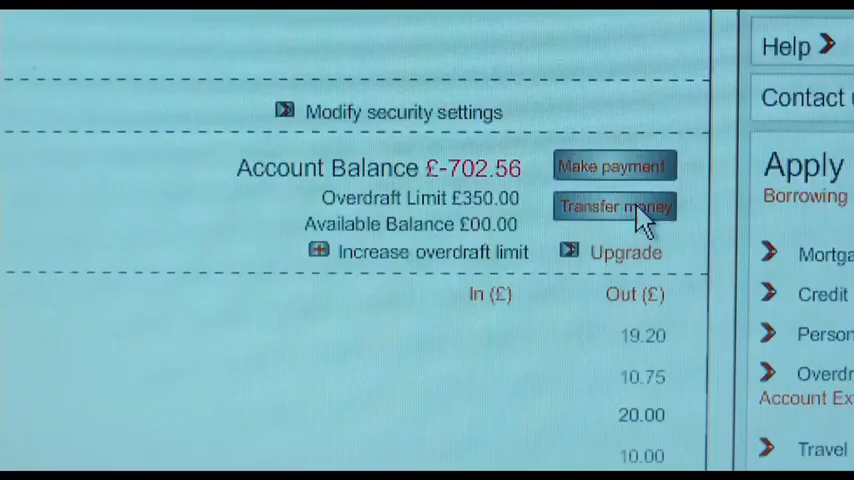 Help
Contact
Modify security settings
Account Balance £-702.56
Make payment
Apply
Borrowing
Overdraft Limit £350.00
Transfer money
Available Balance £00.00
Increase overdraft limit
Upgrade
In (£)
Out (£)
19.20
Credit
10.75
20.00
Account
10.00
Travel